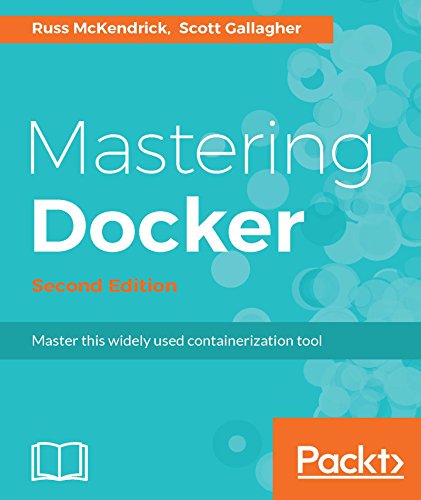 Russ McKendrick, Scott Gallagher
Mastering
Docker
Second Edition
Master this widely used containerization tool
Packt>